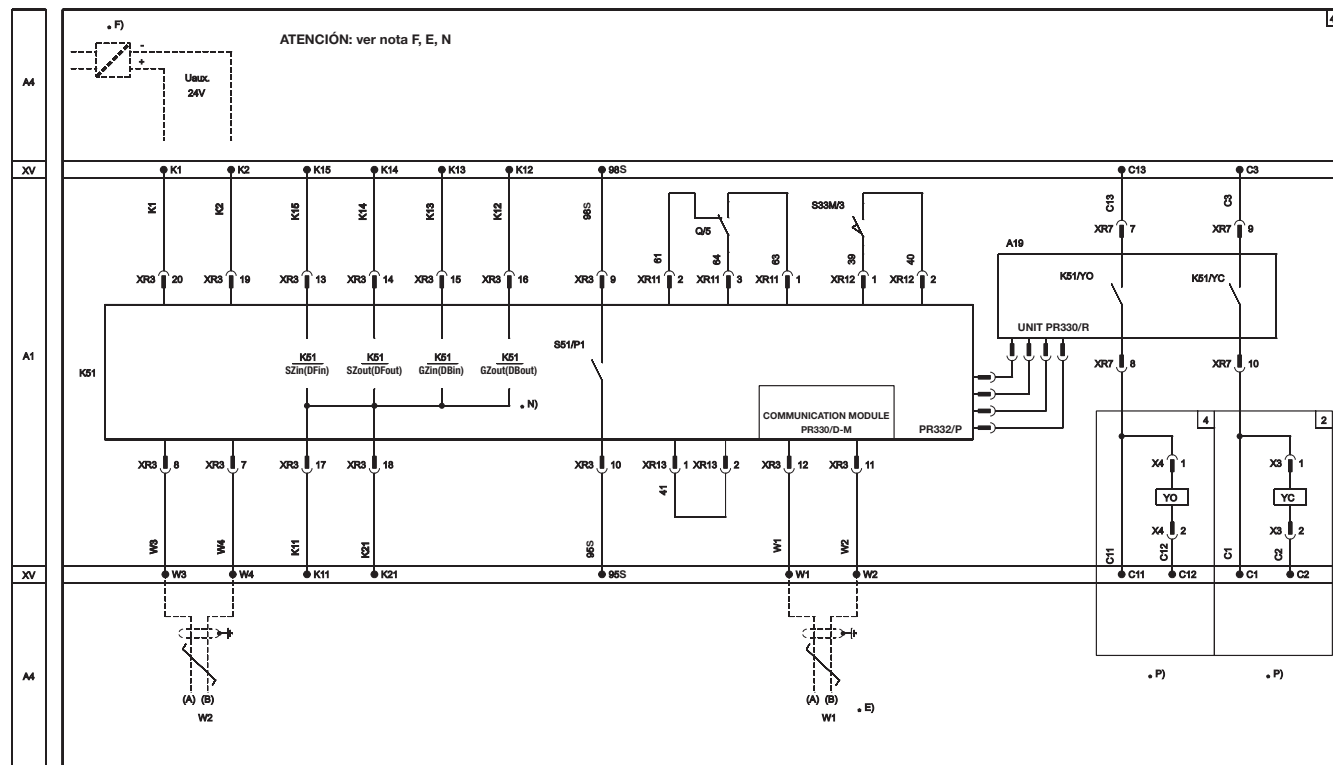 . F)
ATENCIÓN: ver nota F, E, N
-
+
Uaux.
24V
A4
XV
K1
K2
K15
K14
K13
K12
98S
C13
C3
K1
K2
K15
K14
K13
K12
98S
61
Q/5
64
63
S33M/3
39
40
C13
C3
XR7 7
XR7 9
A19
XR3 20
XR3 19
XR3 13
XR3 14
XR3 15
XR3 16
XR3 9
XR11 2
XR11 3
XR11 1
XR12 1
XR12 2
K51/YO
K51/YC
UNIT PR330/R
A1
K51
K51
SZin(DFin)
K51
SZout(DFout)
K51
GZin(DBin)
K51
GZout(DBout)
S51/P1
. N)
COMMUNICATION MODULE
PR330/D-M
PR332/P
XR7 8
XR7 10
XR3 8
XR3 7
XR3 17
XR3 18
XR3 10
XR13 1
XR13 2
XR3 12
XR3 11
41
4
2
X4 1
X3 1
YO
YC
X4 2
X3 2
W3
W4
K11
K21
95S
W1
W2
C11
C12
C1
C2
XV
W3
W4
K11
K21
95S
W1
W2
C11
C12
C1
C2
A4
(A) (B)
W2
(A) (B)
W1
. E)
. P)
. P)